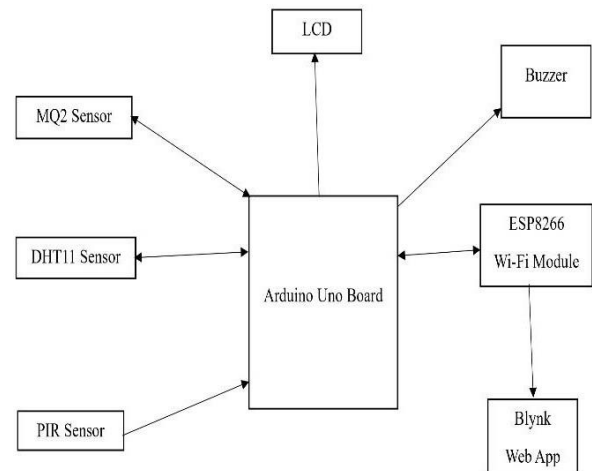 LCD
Buzzer
MQ2 Sensor
ESP8266
Wi-Fi Module
DHT11 Sensor
Arduino Uno Board
PIR Sensor
Blynk
Web App